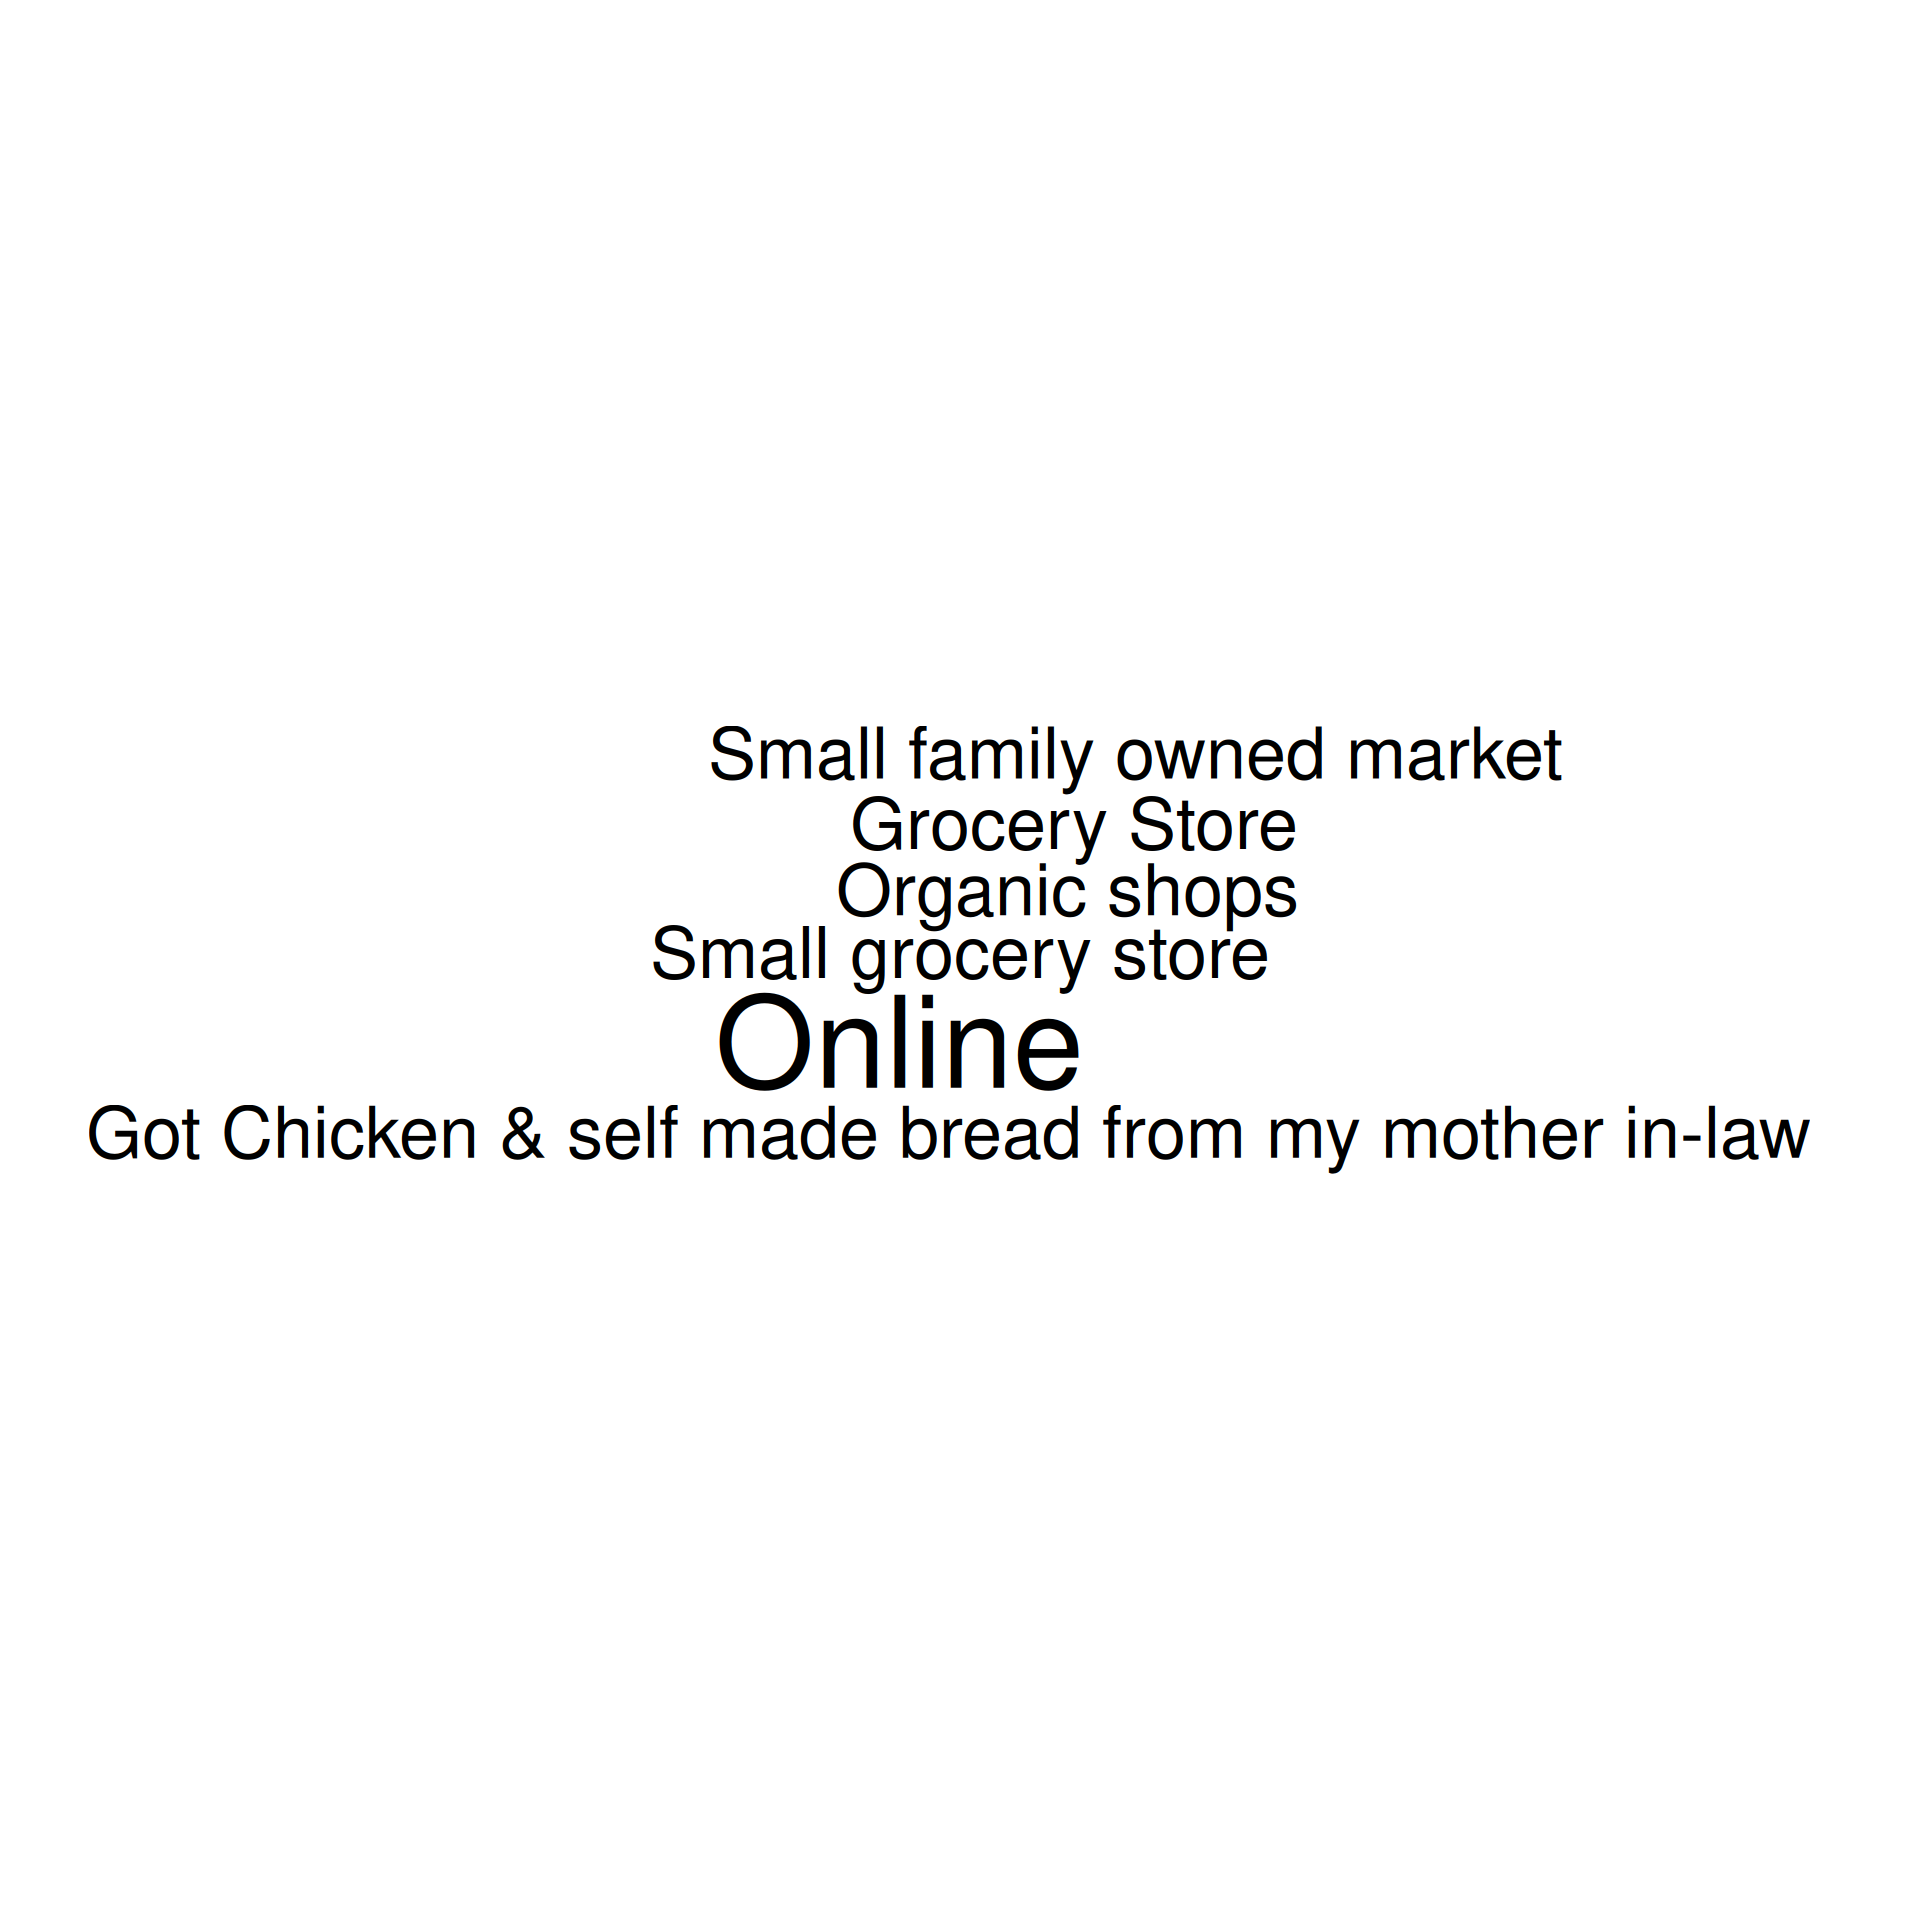 Small family owned market
Grocery Store
Organic shops
Small grocery store
Online
Got Chicken & self made bread from my mother in-law